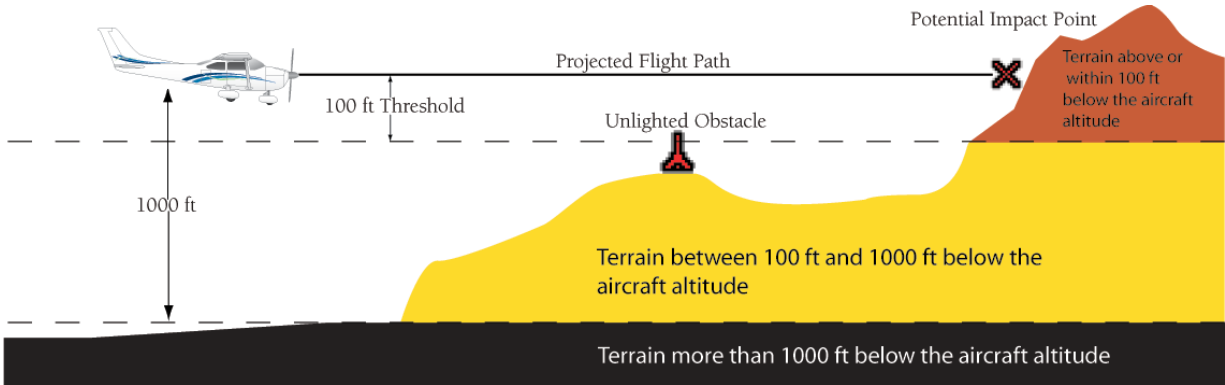 Potential Impact Point
Projected Flight Path
Terrain above or
within 100 ft
below the aircraft
altitude
100 ft Threshold
Unlighted Obstacle
1000 ft
Terrain between 100 ft and 1000 ft below the
aircraft altitude
Terrain more than 1000 ft below the aircraft altitude